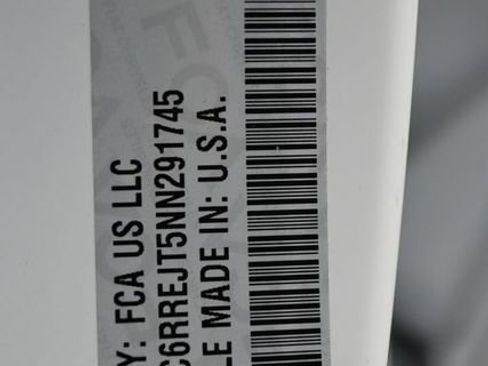 Y: FCA US LLC
C6RREJT5NN291745
LE MADE IN: U.S.A.